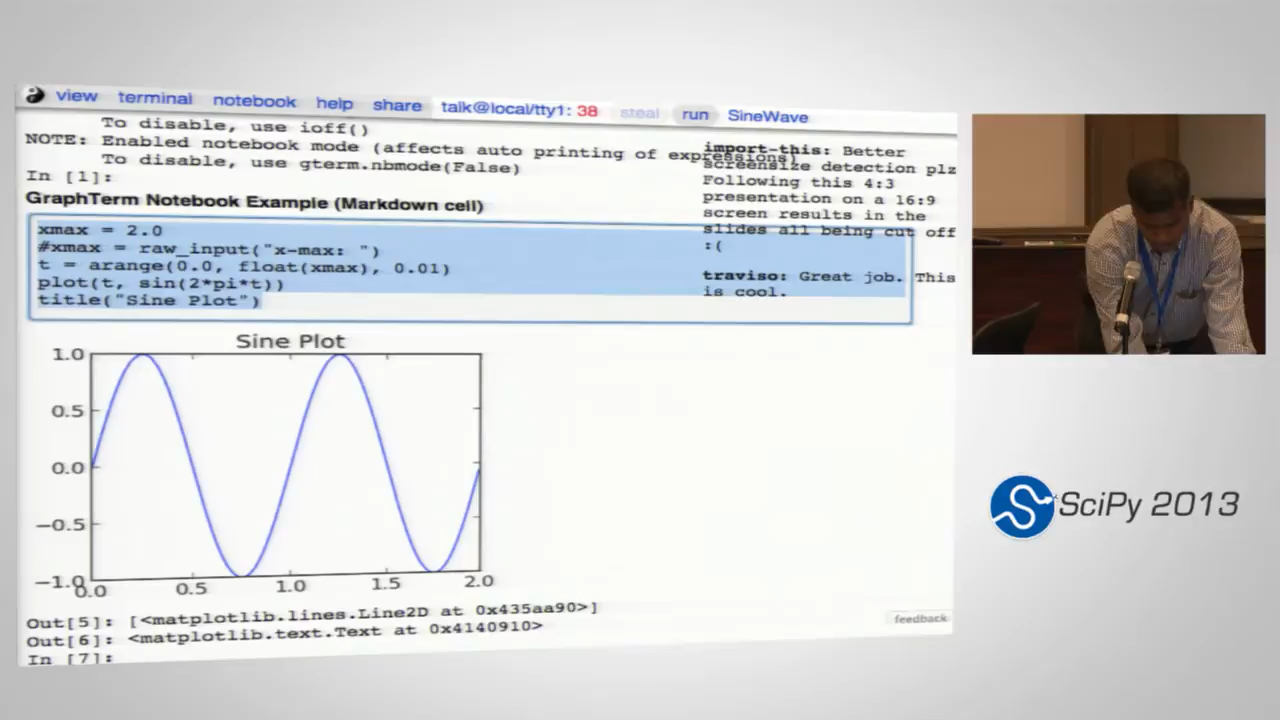 view terminal notebook help share talk@local/tty1: 38 steal run SineWave
To disable, use ioff()
NOTE: Enabled notebook mode (affects auto printing of expressions)
To disable, use gterm.nbmode(False)
In [1]:
GraphTerm Notebook Example (Markdown cell)
xmax = 2.0
#xmax = raw_input("x-max: ")
t = arange(0.0, float(xmax), 0.01)
plot(t, sin(2*pi*t))
title("Sine Plot")
import-this: Better
screensize detection plz
Following this 4:3
presentation on a 16:9
screen results in the
slides all being cut off
:(
traviso: Great job. This
is cool.
Sine Plot
1.0
0.5
0.0
−0.5
−1.0
0.0 0.5 1.0 1.5 2.0
Out[5]: [<matplotlib.lines.Line2D at 0x435aa90>]
Out[6]: <matplotlib.text.Text at 0x4140910>
In [7]:
feedback
SciPy 2013